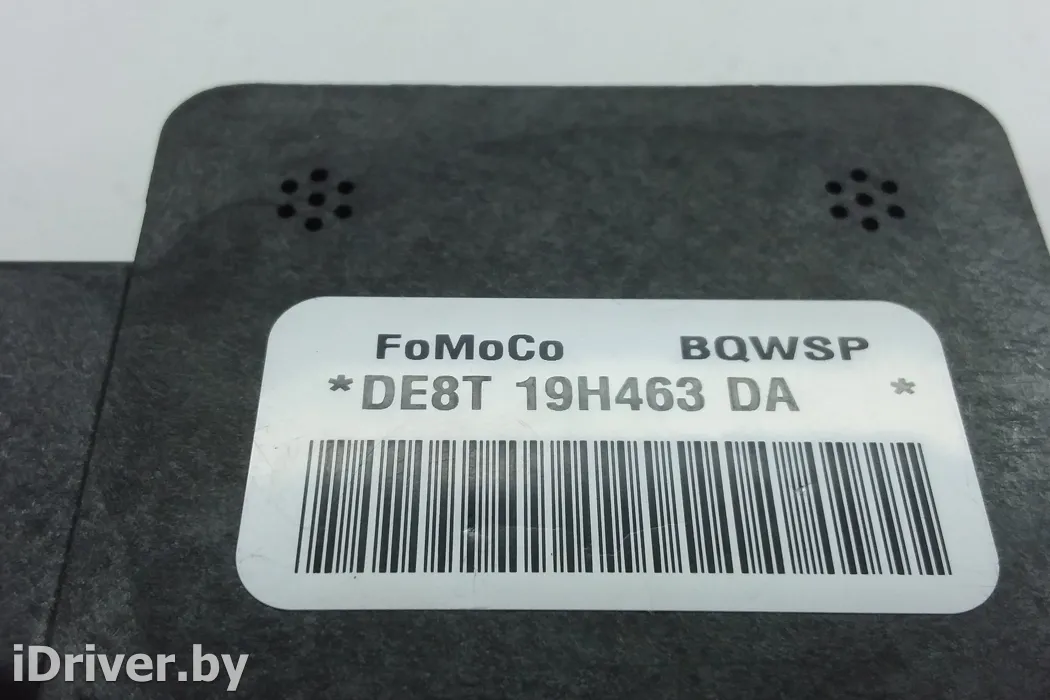 FoMoCo BQWSP
*DE8T 19H463 DA *
iDriver.by